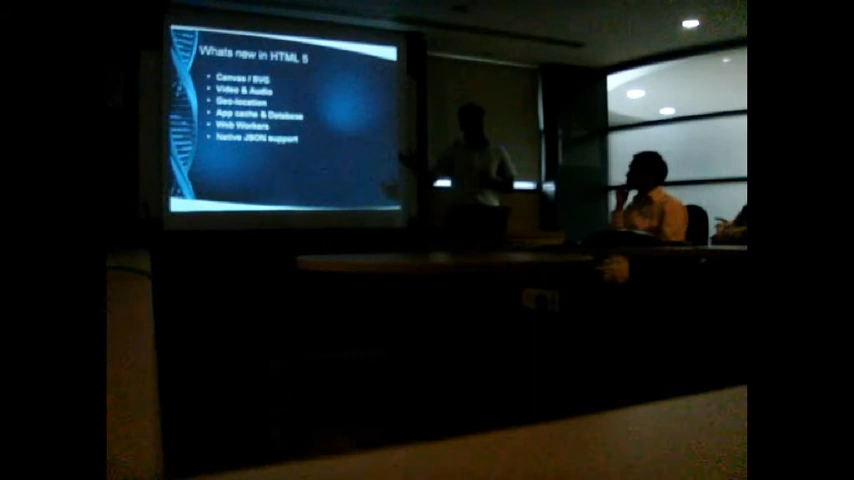 Whats new in HTML 5
• Canvas / SVG
• Video & Audio
• Geo-location
• App cache & Database
• Web Workers
• Native JSON support